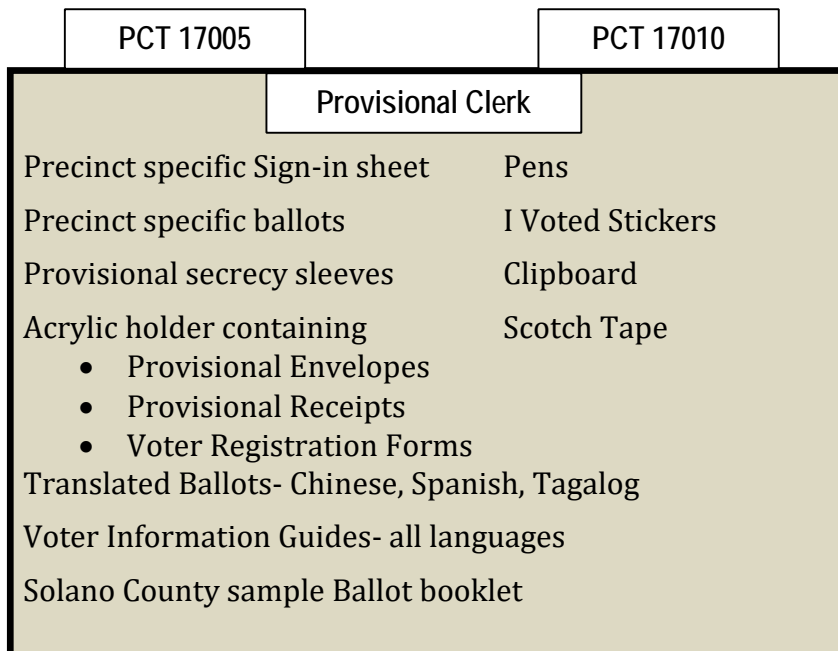 PCT 17005
PCT 17010
Provisional Clerk
Precinct specific Sign-in sheet
Precinct specific ballots
Provisional secrecy sleeves
Acrylic holder containing
• Provisional Envelopes
• Provisional Receipts
• Voter Registration Forms
Pens
I Voted Stickers
Clipboard
Scotch Tape
Translated Ballots- Chinese, Spanish, Tagalog
Voter Information Guides- all languages
Solano County sample Ballot booklet